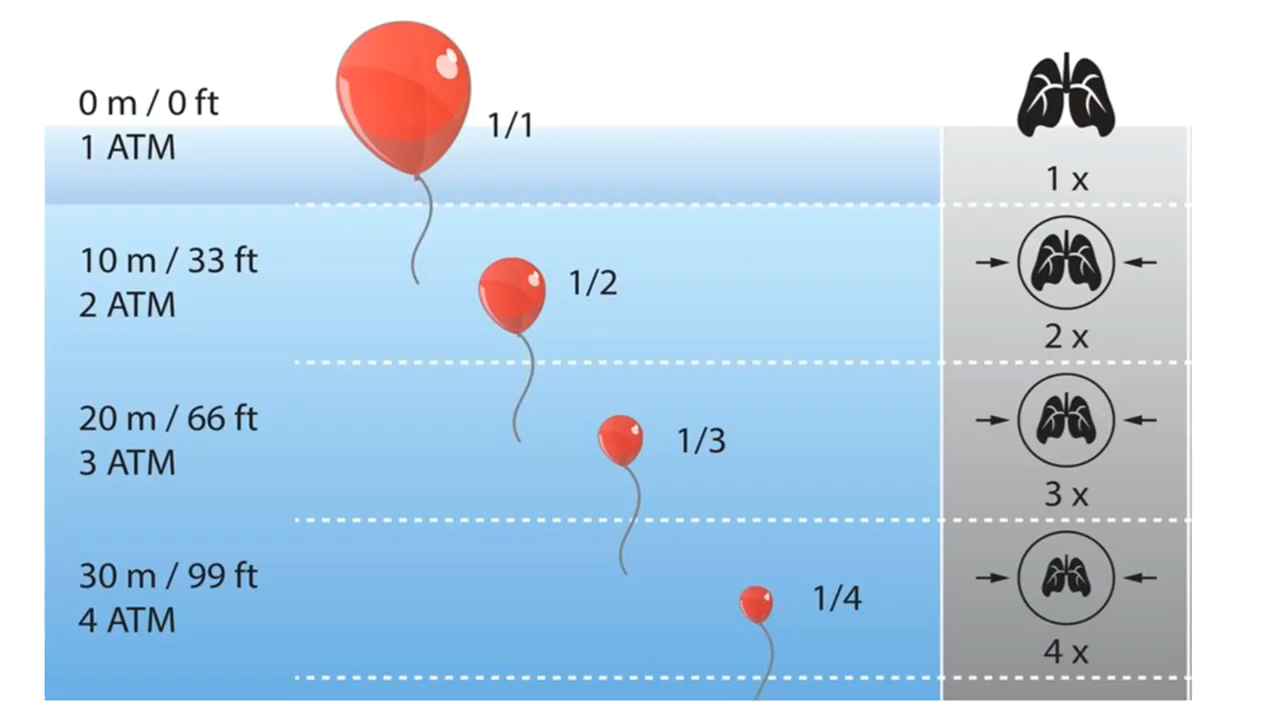 0 m / 0 ft
1 ATM
1/1
1 x
10 m / 33 ft
2 ATM
1/2
2 x
20 m / 66 ft
3 ATM
1/3
3 x
30 m / 99 ft
4 ATM
1/4
4 x